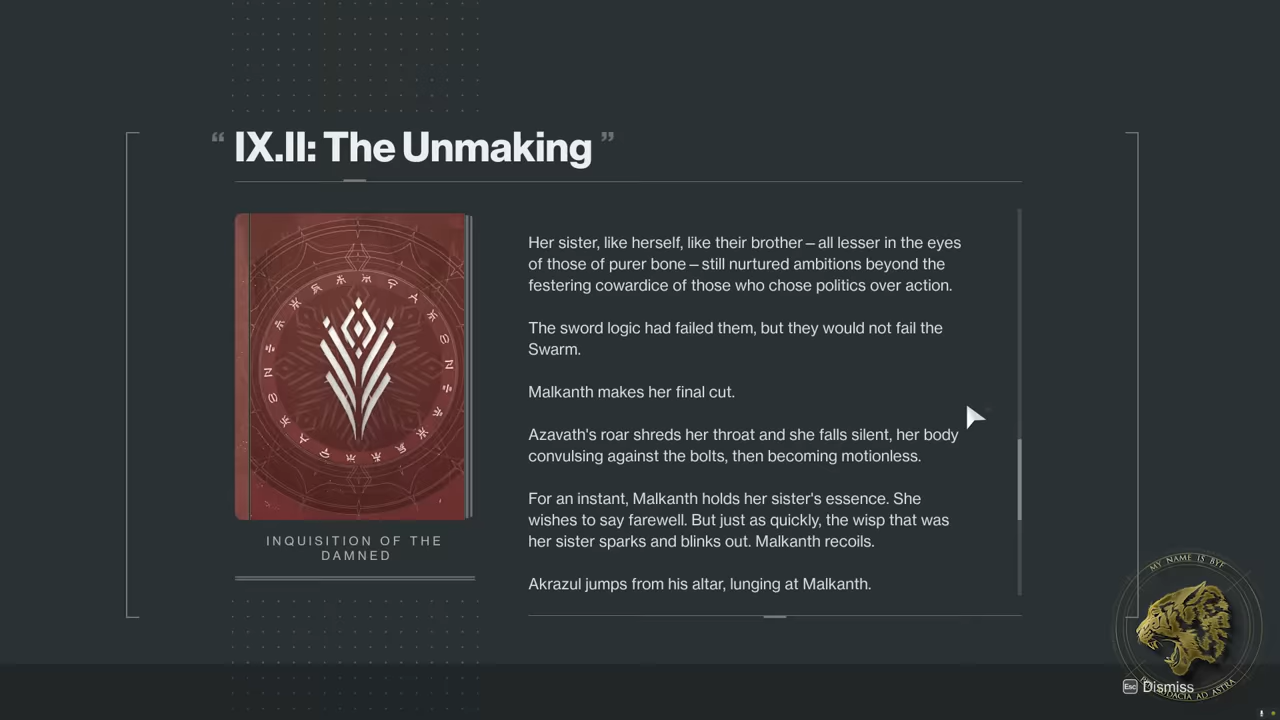 “ IX.II: The Unmaking ”
Her sister, like herself, like their brother – all lesser in the eyes
of those of purer bone – still nurtured ambitions beyond the
festering cowardice of those who chose politics over action.
The sword logic had failed them, but they would not fail the
Swarm.
Malkanth makes her final cut.
Azavath's roar shreds her throat and she falls silent, her body
convulsing against the bolts, then becoming motionless.
For an instant, Malkanth holds her sister's essence. She
wishes to say farewell. But just as quickly, the wisp that was
her sister sparks and blinks out. Malkanth recoils.
Akrazul jumps from his altar, lunging at Malkanth.
INQUISITION OF THE
DAMNED
MY NAME IS BYF
AD ASTRA
Esc Dismiss